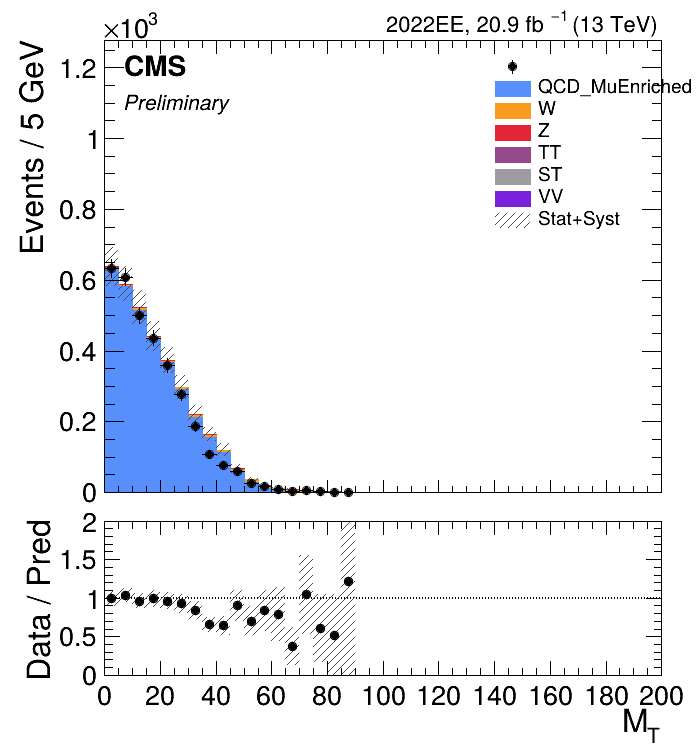 ×10³
2022EE, 20.9 fb ⁻¹ (13 TeV)
CMS
Preliminary
QCD_MuEnriched
W
Z
TT
ST
VV
Stat+Syst
Events / 5 GeV
1.2
1
0.8
0.6
0.4
0.2
0
Data / Pred
2
1.5
1
0.5
0
0 20 40 60 80 100 120 140 160 180 200
M_T